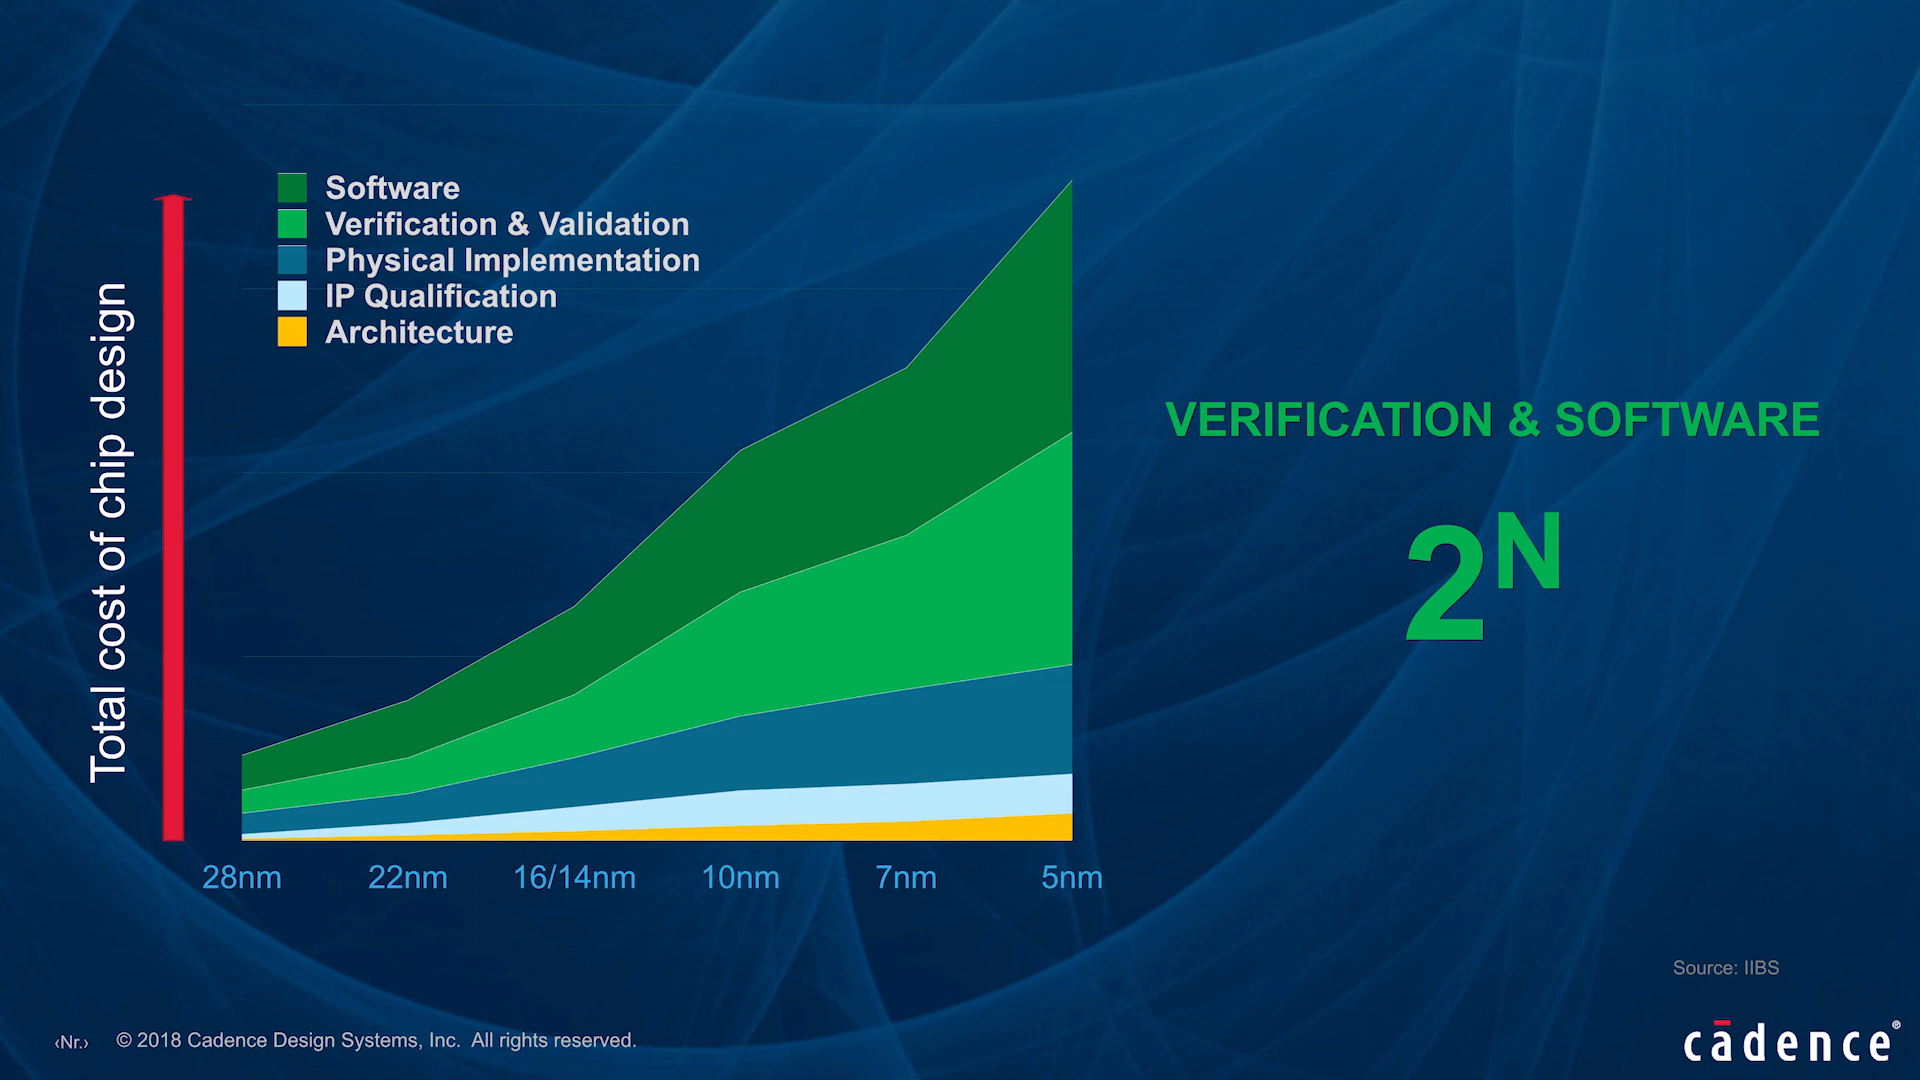 Software
Verification & Validation
Physical Implementation
IP Qualification
Architecture
Total cost of chip design
28nm 22nm 16/14nm 10nm 7nm 5nm
VERIFICATION & SOFTWARE
2ᴺ
Source: IIBS
‹Nr.› © 2018 Cadence Design Systems, Inc. All rights reserved.
cādence®